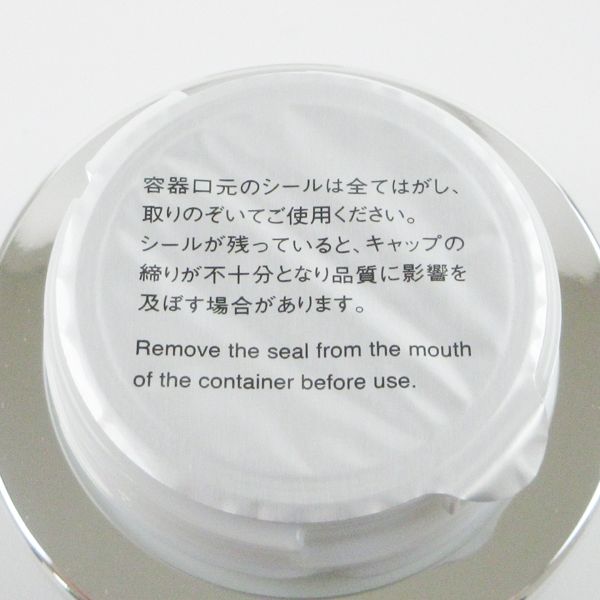 容器口元のシールは全てはがし、
取りのぞいてご使用ください。
シールが残っていると、キャップの
締りが不十分となり品質に影響を
及ぼす場合があります。
Remove the seal from the mouth
of the container before use.